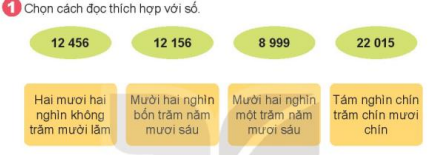 1 Chọn cách đọc thích hợp với số.
12 456 12 156 8 999 22 015
Hai mươi hai nghìn không trăm mười lăm
Mười hai nghìn bốn trăm năm mươi sáu
Mười hai nghìn một trăm năm mươi sáu
Tám nghìn chín trăm chín mươi chín